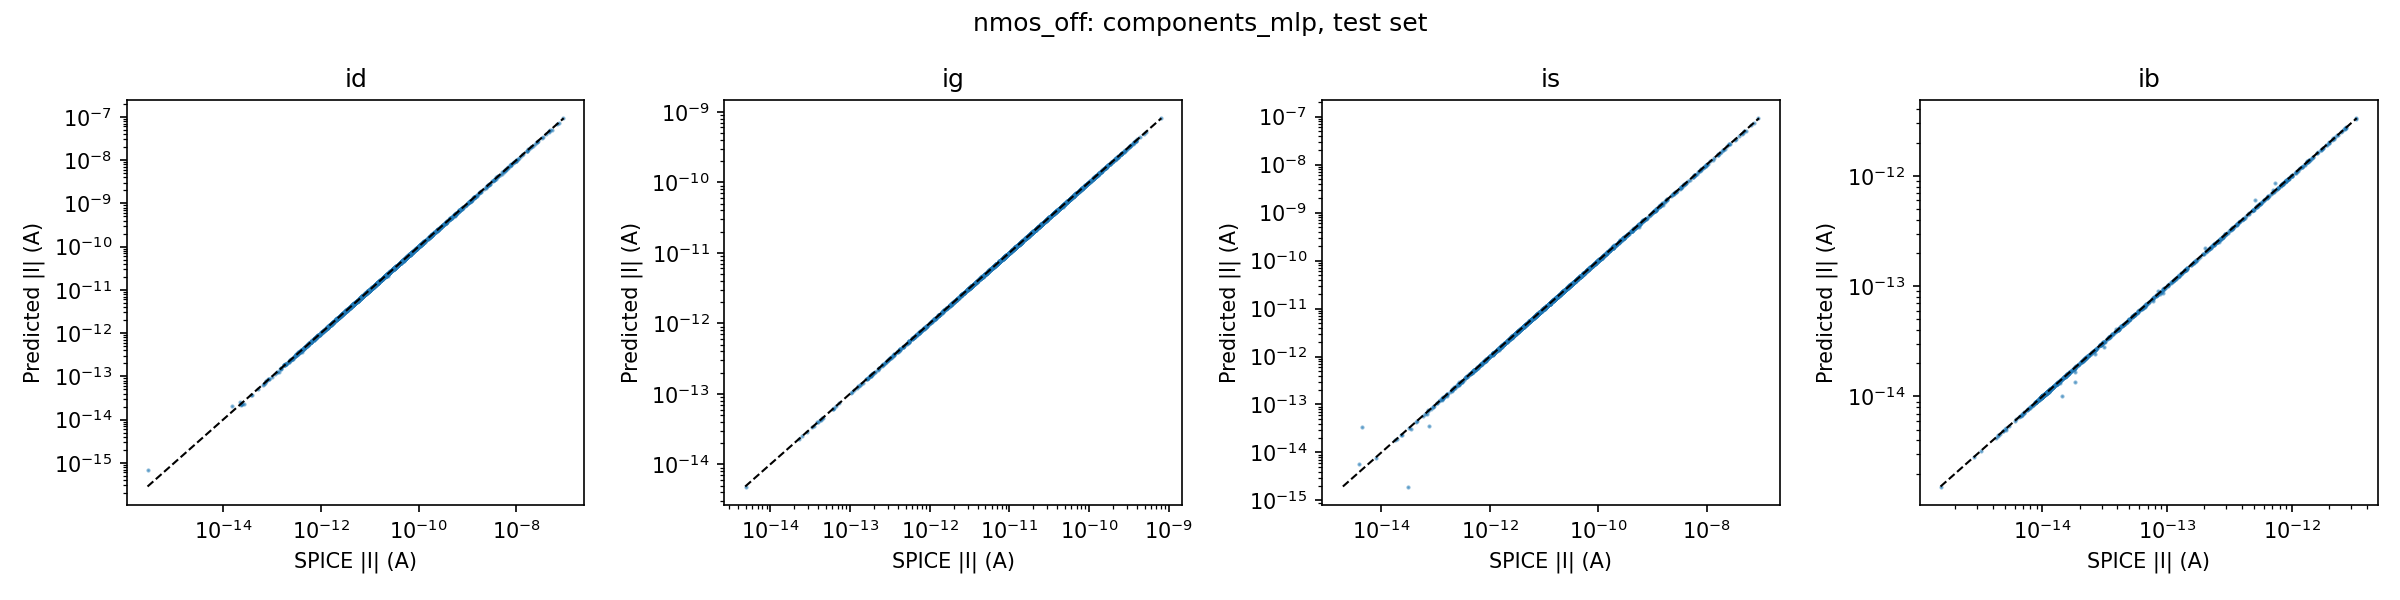 nmos_off: components_mlp, test set
id
10⁻⁷
10⁻⁸
10⁻⁹
10⁻¹⁰
10⁻¹¹
10⁻¹²
10⁻¹³
10⁻¹⁴
10⁻¹⁵
Predicted |I| (A)
10⁻¹⁴ 10⁻¹² 10⁻¹⁰ 10⁻⁸
SPICE |I| (A)
ig
10⁻⁹
10⁻¹⁰
10⁻¹¹
10⁻¹²
10⁻¹³
10⁻¹⁴
Predicted |I| (A)
10⁻¹⁴ 10⁻¹³ 10⁻¹² 10⁻¹¹ 10⁻¹⁰ 10⁻⁹
SPICE |I| (A)
is
10⁻⁷
10⁻⁸
10⁻⁹
10⁻¹⁰
10⁻¹¹
10⁻¹²
10⁻¹³
10⁻¹⁴
10⁻¹⁵
Predicted |I| (A)
10⁻¹⁴ 10⁻¹² 10⁻¹⁰ 10⁻⁸
SPICE |I| (A)
ib
10⁻¹²
10⁻¹³
10⁻¹⁴
Predicted |I| (A)
10⁻¹⁴ 10⁻¹³ 10⁻¹²
SPICE |I| (A)